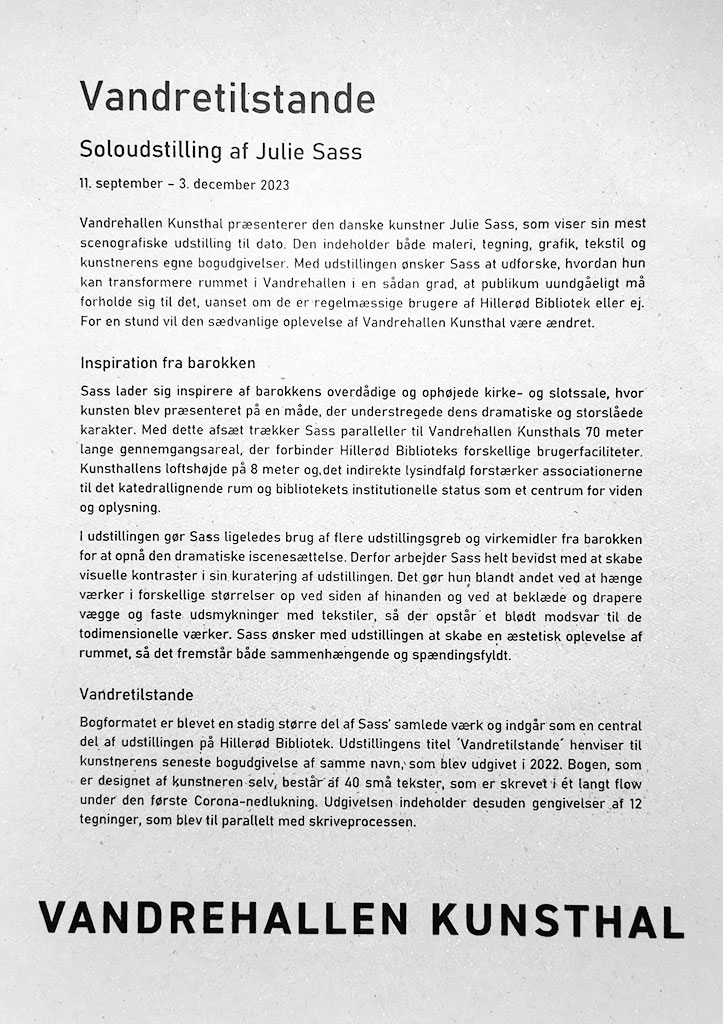 Vandretilstande
Soloudstilling af Julie Sass
11. september – 3. december 2023
Vandrehallen Kunsthal præsenterer den danske kunstner Julie Sass, som viser sin mest
scenografiske udstilling til dato. Den indeholder både maleri, tegning, grafik, tekstil og
kunstnerens egne bogudgivelser. Med udstillingen ønsker Sass at udforske, hvordan hun
kan transformere rummet i Vandrehallen i en sådan grad, at publikum uundgåeligt må
forholde sig til det, uanset om de er regelmæssige brugere af Hillerød Bibliotek eller ej.
For en stund vil den sædvanlige oplevelse af Vandrehallen Kunsthal være ændret.
Inspiration fra barokken
Sass lader sig inspirere af barokkens overdådige og ophøjede kirke- og slotssale, hvor
kunsten blev præsenteret på en måde, der understregede dens dramatiske og storslåede
karakter. Med dette afsæt trækker Sass paralleller til Vandrehallen Kunsthals 70 meter
lange gennemgangsareal, der forbinder Hillerød Biblioteks forskellige brugerfaciliteter.
Kunsthallens loftshøjde på 8 meter og det indirekte lysindfald forstærker associationerne
til det katedrallignende rum og bibliotekets institutionelle status som et centrum for viden
og oplysning.
I udstillingen gør Sass ligeledes brug af flere udstillingsgreb og virkemidler fra barokken
for at opnå den dramatiske iscenesættelse. Derfor arbejder Sass helt bevidst med at skabe
visuelle kontraster i sin kuratering af udstillingen. Det gør hun blandt andet ved at hænge
værker i forskellige størrelser op ved siden af hinanden og ved at beklæde og drapere
vægge og faste udsmykninger med tekstiler, så der opstår et blødt modsvar til de
todimensionelle værker. Sass ønsker med udstillingen at skabe en æstetisk oplevelse af
rummet, så det fremstår både sammenhængende og spændingsfyldt.
Vandretilstande
Bogformatet er blevet en stadig større del af Sass’ samlede værk og indgår som en central
del af udstillingen på Hillerød Bibliotek. Udstillingens titel ´Vandretilstande´ henviser til
kunstnerens seneste bogudgivelse af samme navn, som blev udgivet i 2022. Bogen, som
er designet af kunstneren selv, består af 40 små tekster, som er skrevet i ét langt flow
under den første Corona-nedlukning. Udgivelsen indeholder desuden gengivelser af 12
tegninger, som blev til parallelt med skriveprocessen.
VANDREHALLEN KUNSTHAL